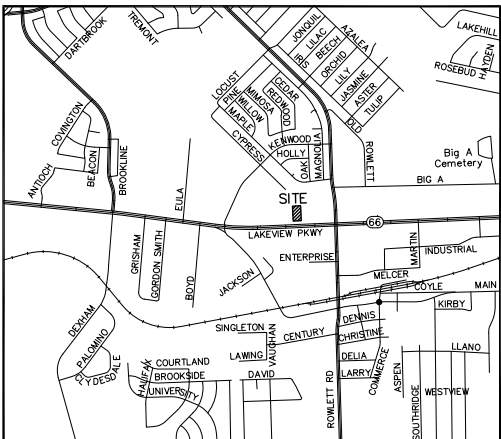 DARTBROOK
TREMONT
JONQUIL
LILAC
BEECH
AZALEA
IRIS
ORCHID
LILY
JASMINE
ASTER
TULIP
OLD
ROWLETT
LAKEHILL
ROSEBUD
HAYDEN
LOCUST
PINE
WILLOW
MAPLE
MIMOSA
CEDAR
REDWOOD
CYPRESS
KENWOOD
HOLLY
OAK
MAGNOLIA
COVINGTON
ANTIOCH
BEACON
BROOKLINE
EULA
Big A
Cemetery
BIG A
SITE
66
LAKEVIEW PKWY
GRISHAM
GORDON SMITH
BOYD
JACKSON
ENTERPRISE
MARTIN
INDUSTRIAL
MELCER
COYLE
MAIN
KIRBY
DEXHAM
PALOMINO
CLYDESDALE
SINGLETON
CENTURY
VAUGHAN
LAWING
DAVID
DENNIS
CHRISTINE
DELIA
LARRY
COMMERCE
ASPEN
LLANO
SOUTHRIDGE
WESTVIEW
HALIFAX
COURTLAND
BROOKSIDE
UNIVERSITY
ROWLETT RD